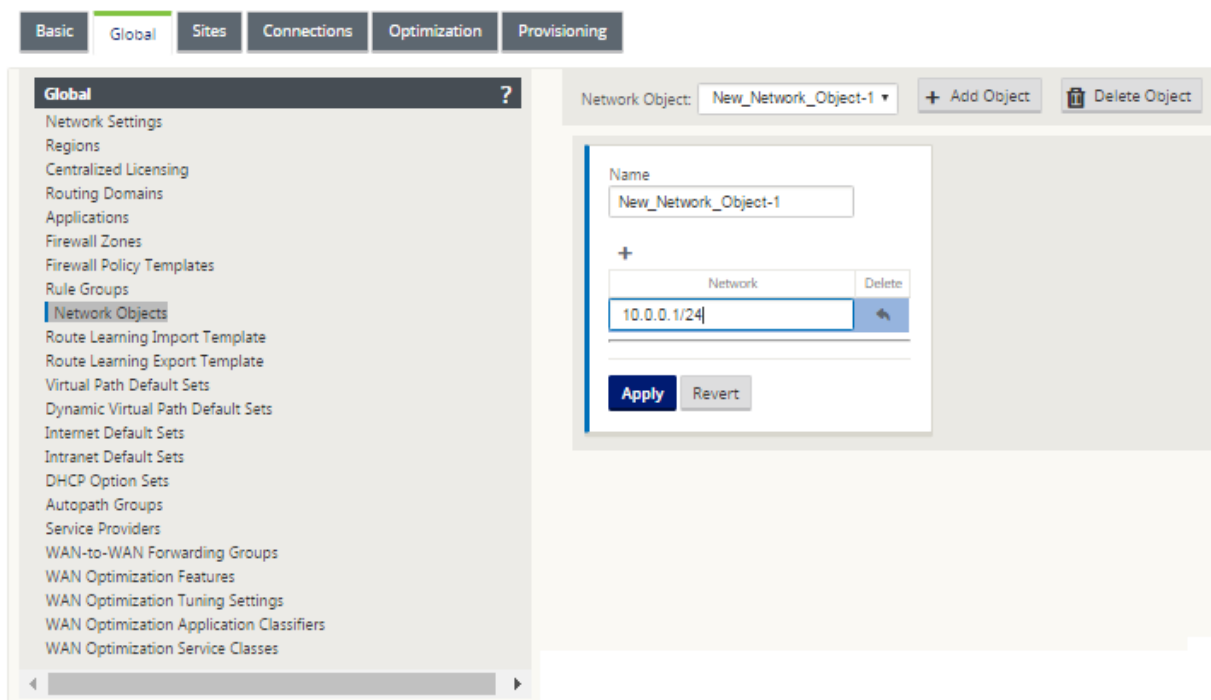 Basic Global Sites Connections Optimization Provisioning
Global ?
Network Settings
Regions
Centralized Licensing
Routing Domains
Applications
Firewall Zones
Firewall Policy Templates
Rule Groups
Network Objects
Route Learning Import Template
Route Learning Export Template
Virtual Path Default Sets
Dynamic Virtual Path Default Sets
Internet Default Sets
Intranet Default Sets
DHCP Option Sets
Autopath Groups
Service Providers
WAN-to-WAN Forwarding Groups
WAN Optimization Features
WAN Optimization Tuning Settings
WAN Optimization Application Classifiers
WAN Optimization Service Classes
Network Object: New_Network_Object-1 + Add Object Delete Object
Name
New_Network_Object-1
+
Network Delete
10.0.0.1/24
Apply Revert